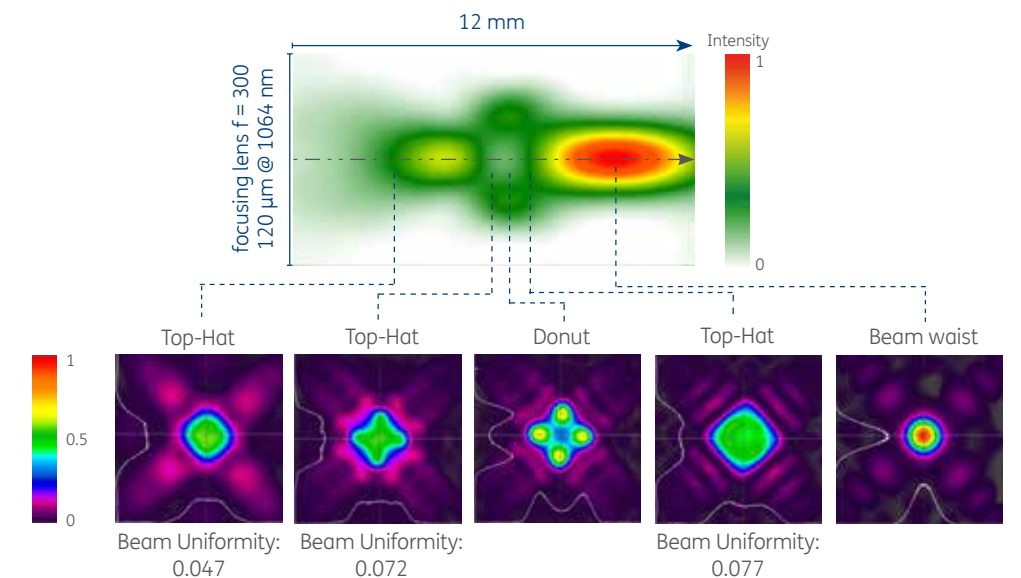 12 mm
focusing lens f = 300
120 µm @ 1064 nm
Intensity
1
0
Top-Hat
Top-Hat
Donut
Top-Hat
Beam waist
1
0.5
0
Beam Uniformity:
0.047
Beam Uniformity:
0.072
Beam Uniformity:
0.077